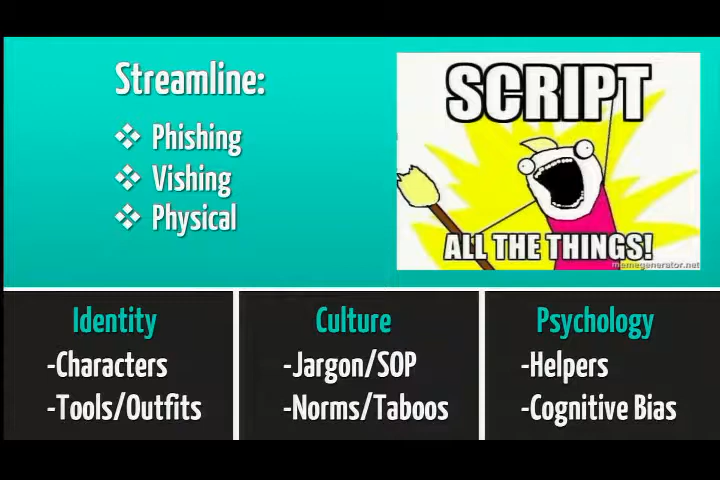 Streamline:
❖ Phishing
❖ Vishing
❖ Physical
SCRIPT
ALL THE THINGS!
memegenerator.net
Identity
-Characters
-Tools/Outfits
Culture
-Jargon/SOP
-Norms/Taboos
Psychology
-Helpers
-Cognitive Bias